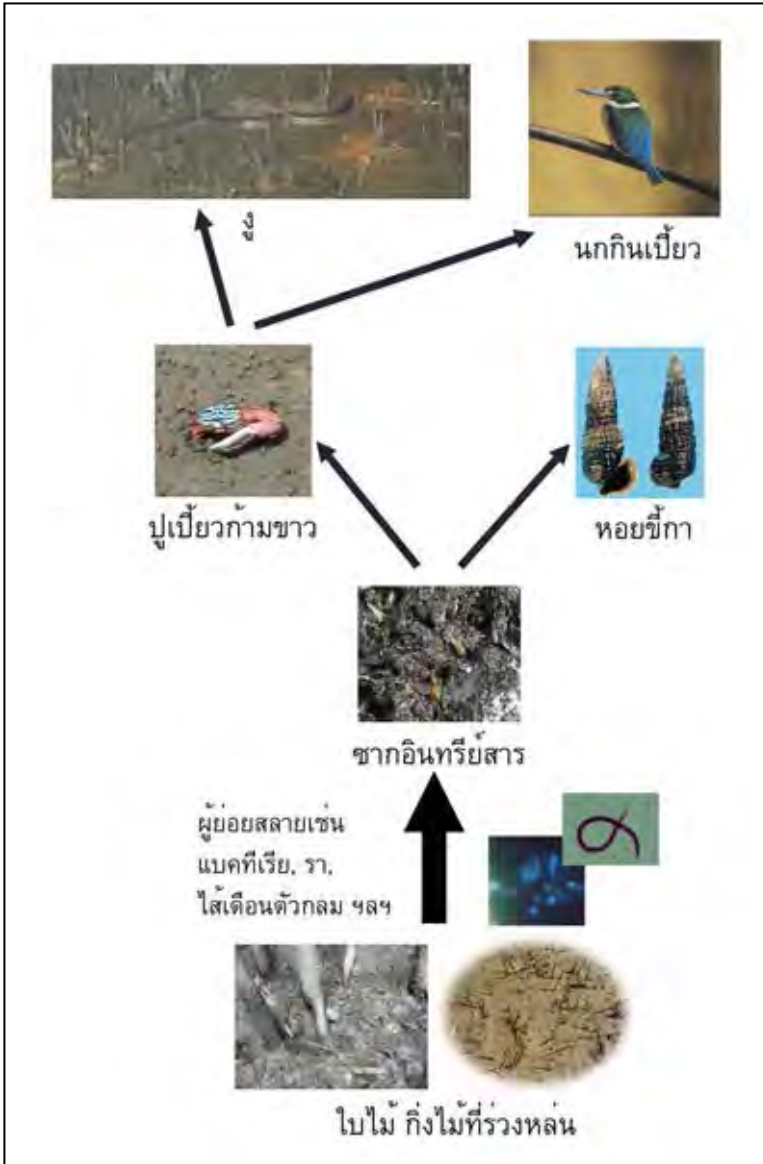 งู
นกกินเปี้ยว
ปูเปี้ยวก้ามขาว
หอยขี้กา
ซากอินทรีย์สาร
ผู้ย่อยสลายเช่น
แบคทีเรีย, รา,
ไส้เดือนตัวกลม ฯลฯ
ใบไม้ กิ่งไม้ที่ร่วงหล่น